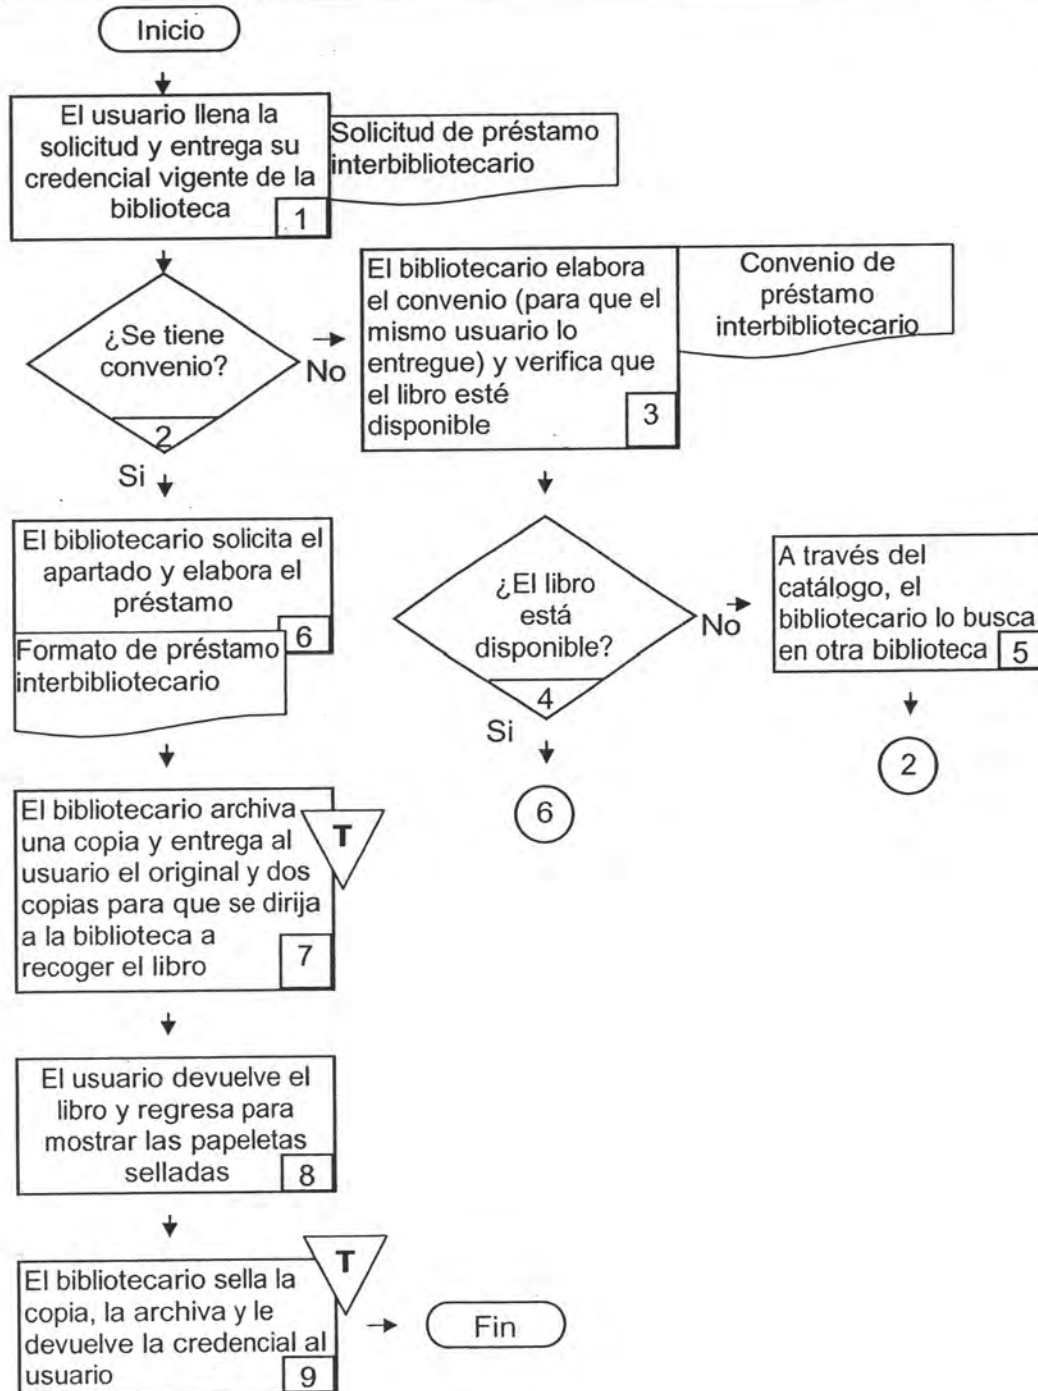 Inicio
El usuario llena la
solicitud y entrega su
credencial vigente de la
biblioteca
1
Solicitud de préstamo
interbibliotecario
¿Se tiene
convenio?
2
No
Si
El bibliotecario elabora
el convenio (para que el
mismo usuario lo
entregue) y verifica que
el libro esté
disponible
3
Convenio de
préstamo
interbibliotecario
¿El libro
está
disponible?
4
No
Si
6
A través del
catálogo, el
bibliotecario lo busca
en otra biblioteca
5
2
El bibliotecario solicita el
apartado y elabora el
préstamo
6
Formato de préstamo
interbibliotecario
El bibliotecario archiva
una copia y entrega al
usuario el original y dos
copias para que se dirija
a la biblioteca a
recoger el libro
7
T
El usuario devuelve el
libro y regresa para
mostrar las papeletas
selladas
8
El bibliotecario sella la
copia, la archiva y le
devuelve la credencial al
usuario
9
T
Fin